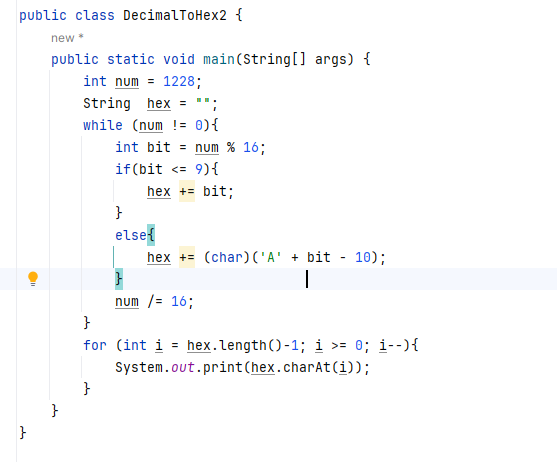 public class DecimalToHex2 {
new *
public static void main(String[] args) {
int num = 1228;
String  hex = "";
while (num != 0){
int bit = num % 16;
if(bit <= 9){
hex += bit;
}
else{
hex += (char)('A' + bit - 10);
}
num /= 16;
}
for (int i = hex.length()-1; i >= 0; i--){
System.out.print(hex.charAt(i));
}
}
}